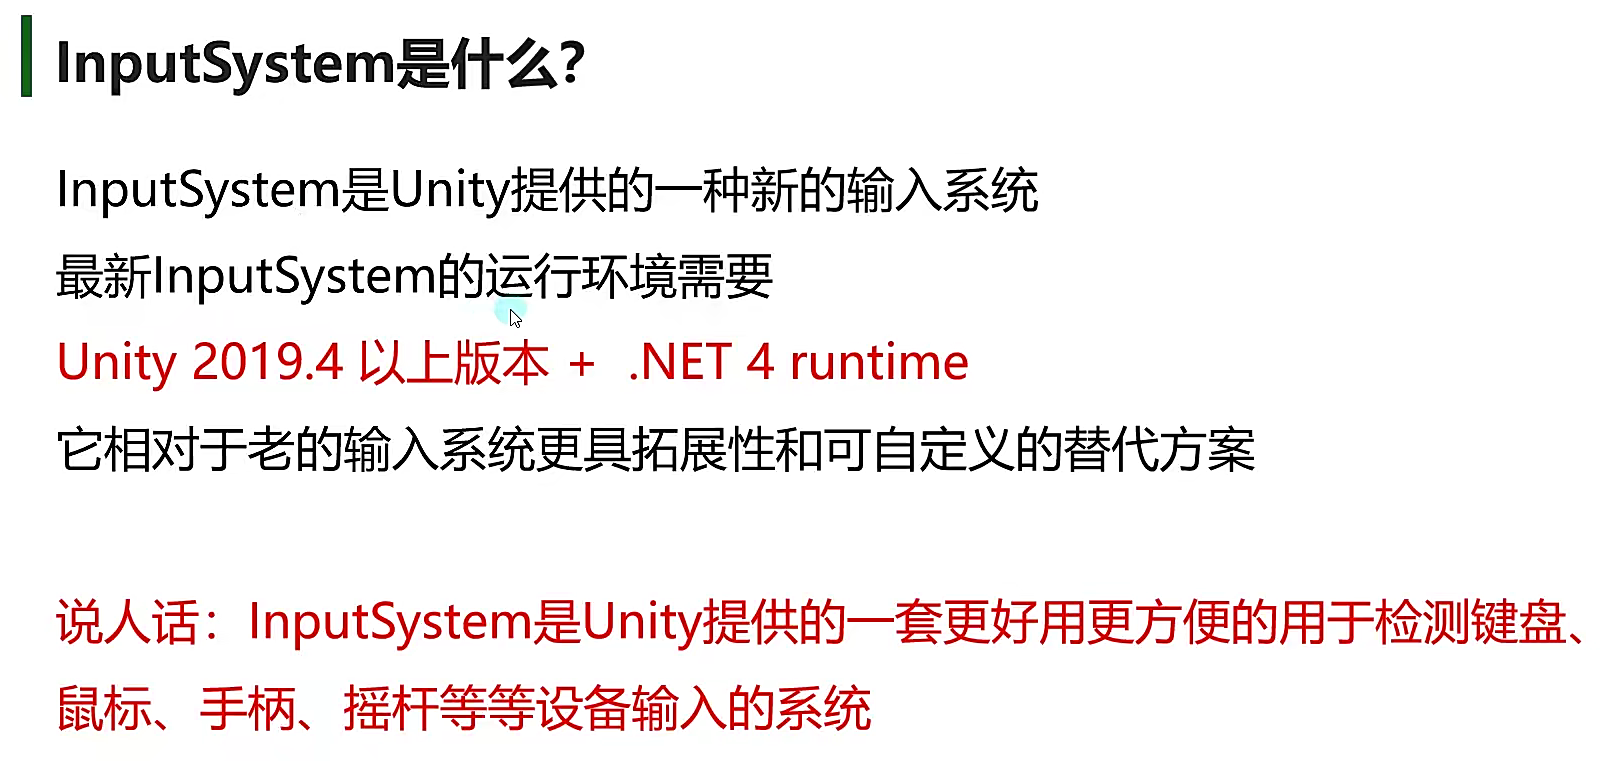 InputSystem是什么？
InputSystem是Unity提供的一种新的输入系统
最新InputSystem的运行环境需要
Unity 2019.4 以上版本 + .NET 4 runtime
它相对于老的输入系统更具拓展性和可自定义的替代方案
说人话：InputSystem是Unity提供的一套更好用更方便的用于检测键盘、
鼠标、手柄、摇杆等等设备输入的系统